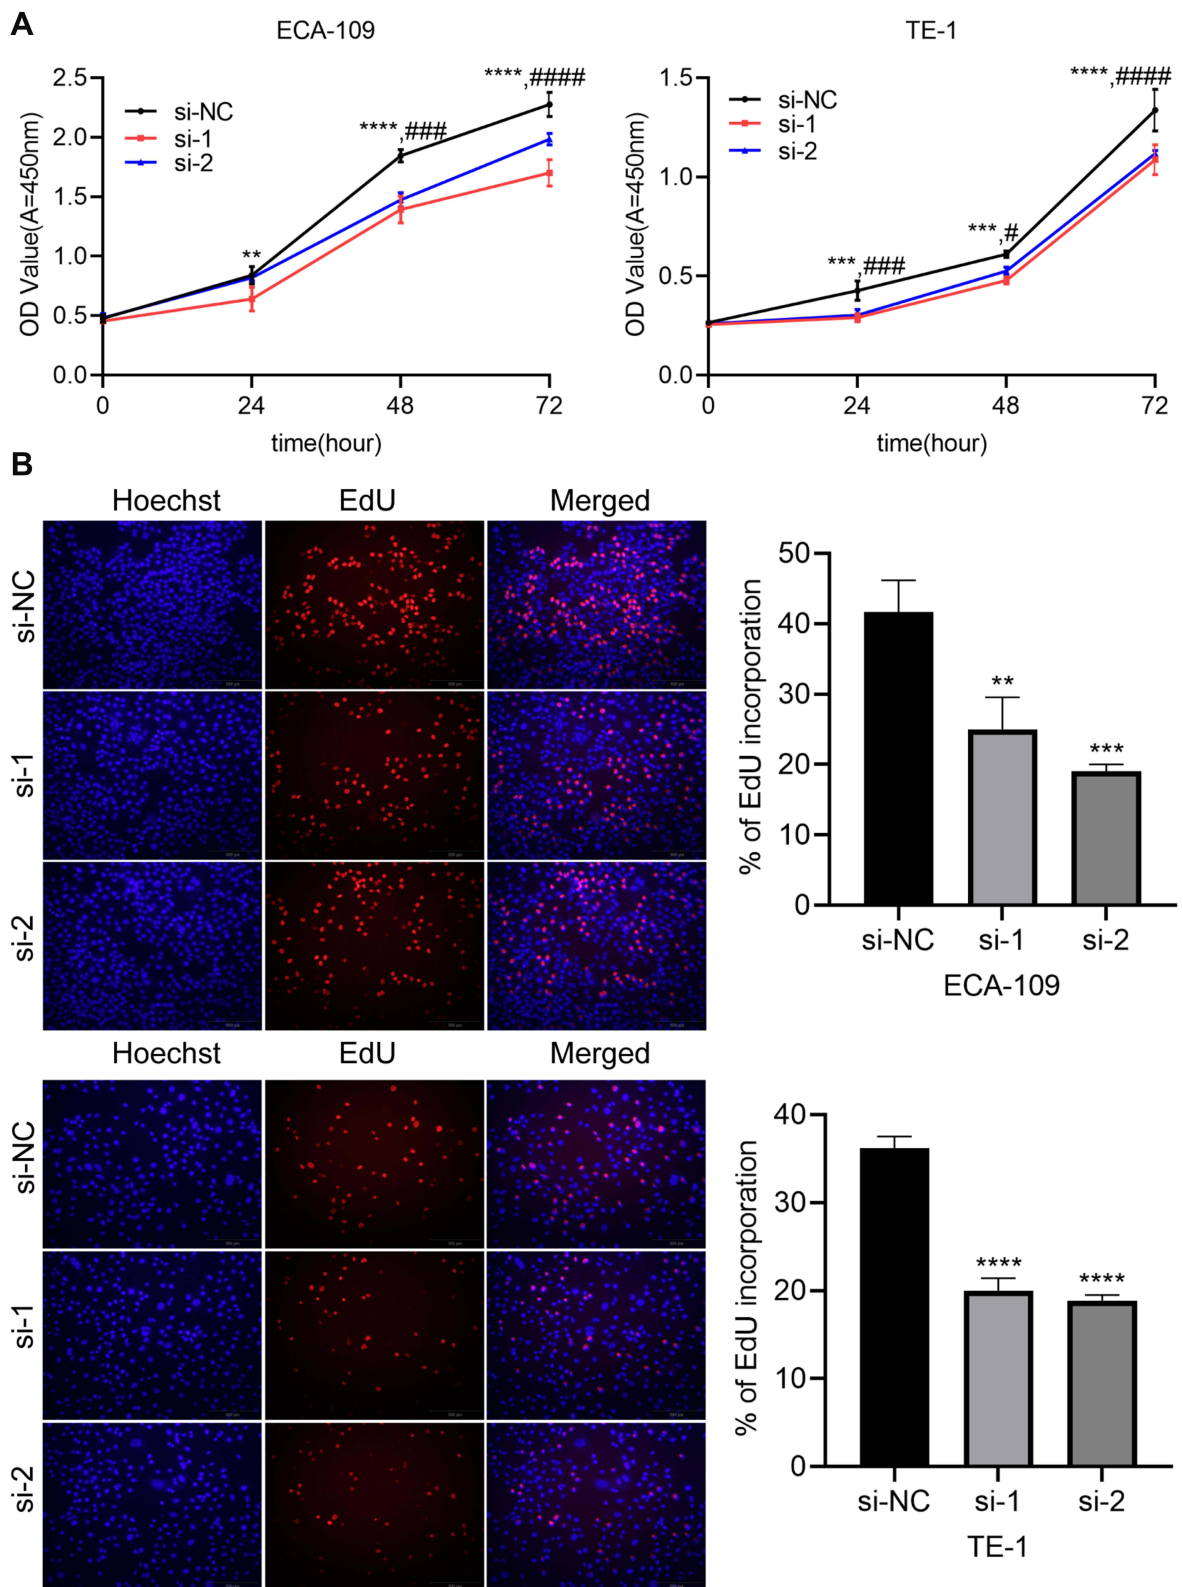 A
ECA-109
TE-1
OD Value(A=450nm)
2.5
2.0
1.5
1.0
0.5
0.0
si-NC
si-1
si-2
**
****,###
****,####
0 24 48 72
time(hour)
OD Value(A=450nm)
1.5
1.0
0.5
0.0
si-NC
si-1
si-2
***,###
***,#
****,####
0 24 48 72
time(hour)
B
Hoechst EdU Merged
si-NC
si-1
si-2
% of EdU incorporation
50
40
30
20
10
0
**
***
si-NC si-1 si-2
ECA-109
Hoechst EdU Merged
si-NC
si-1
si-2
% of EdU incorporation
40
30
20
10
0
****
****
si-NC si-1 si-2
TE-1